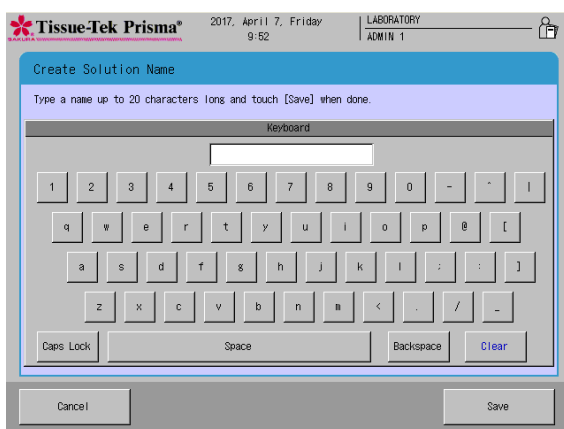 SAKURA Tissue-Tek Prisma®
2017, April 7, Friday
9:52
LABORATORY
ADMIN 1
Create Solution Name
Type a name up to 20 characters long and touch [Save] when done.
Keyboard
1 2 3 4 5 6 7 8 9 0 - ^ |
q w e r t y u i o p @ [
a s d f g h j k l ; : ]
z x c v b n m < . / _
Caps Lock Space Backspace Clear
Cancel Save